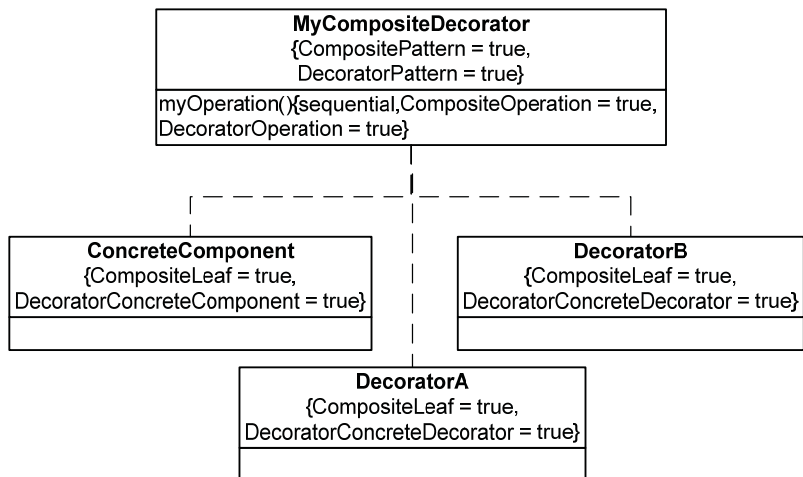 MyCompositeDecorator
{CompositePattern = true,
DecoratorPattern = true}
myOperation(){sequential,CompositeOperation = true,
DecoratorOperation = true}
ConcreteComponent
{CompositeLeaf = true,
DecoratorConcreteComponent = true}
DecoratorB
{CompositeLeaf = true,
DecoratorConcreteDecorator = true}
DecoratorA
{CompositeLeaf = true,
DecoratorConcreteDecorator = true}